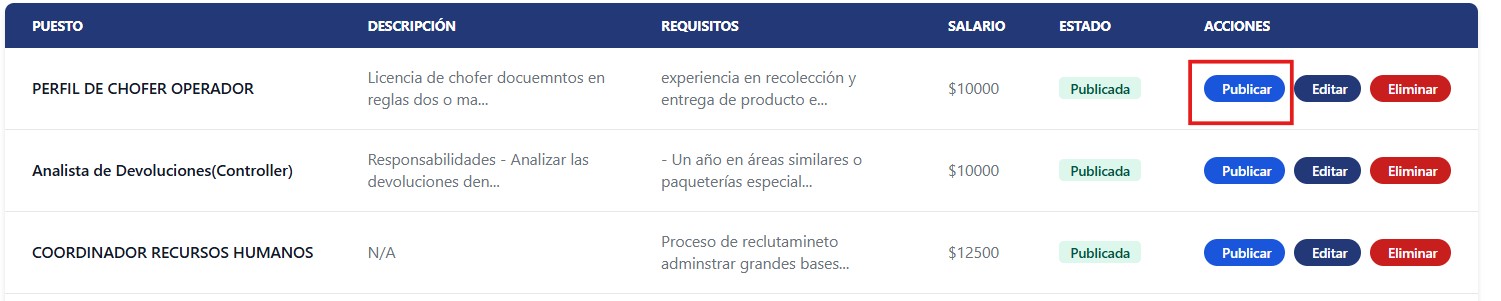 PUESTO DESCRIPCIÓN REQUISITOS SALARIO ESTADO ACCIONES
PERFIL DE CHOFER OPERADOR
Licencia de chofer docuemntos en
reglas dos o ma...
experiencia en recolección y
entrega de producto e...
$10000
Publicada
Publicar Editar Eliminar
Analista de Devoluciones(Controller)
Responsabilidades - Analizar las
devoluciones den...
- Un año en áreas similares o
paqueterías especial...
$10000
Publicada
Publicar Editar Eliminar
COORDINADOR RECURSOS HUMANOS
N/A
Proceso de reclutamineto
adminstrar grandes bases...
$12500
Publicada
Publicar Editar Eliminar